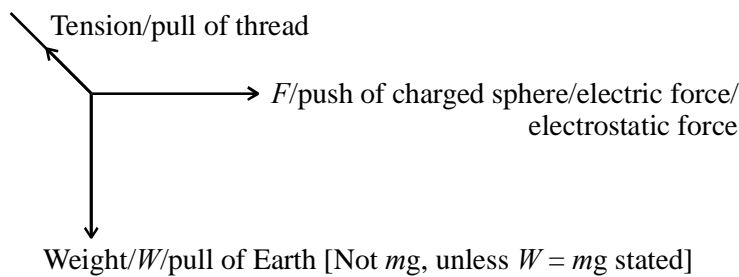 Tension/pull of thread
F/push of charged sphere/electric force/
electrostatic force
Weight/W/pull of Earth [Not mg, unless W = mg stated]